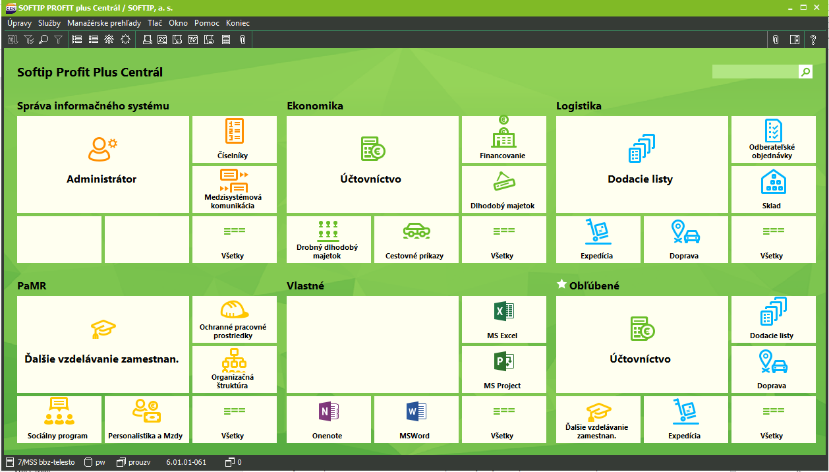 SOFTIP PROFIT plus Centrál / SOFTIP, a. s.
Úpravy Služby Manažérske prehľady Tlač Okno Pomoc Koniec
Softip Profit Plus Centrál
Správa informačného systému
Administrátor
Číselníky
Medzisystémová
komunikácia
Všetky
Ekonomika
Účtovníctvo
Financovanie
Dlhodobý majetok
Drobný dlhodobý
majetok
Cestovné príkazy
Všetky
Logistika
Dodacie listy
Odberateľské
objednávky
Sklad
Expedícia
Doprava
Všetky
PaMR
Ďalšie vzdelávanie zamestnan.
Ochranné pracovné
prostriedky
Organizačná
štruktúra
Sociálny program
Personalistika a Mzdy
Všetky
Vlastné
MS Excel
MS Project
Onenote
MSWord
Všetky
Obľúbené
Účtovníctvo
Dodacie listy
Doprava
Ďalšie vzdelávanie
zamestnan.
Expedícia
Všetky
7/MSS bbz-telesto pw prouzv 6.01.01-061 0